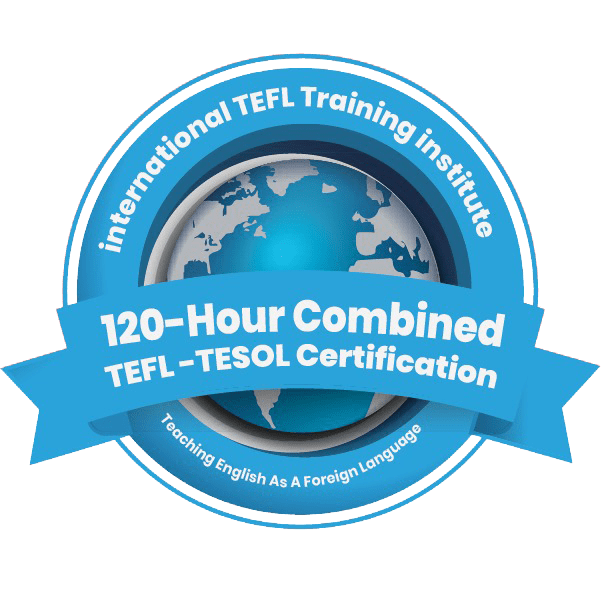 international TEFL Training institute
120-Hour Combined
TEFL -TESOL Certification
Teaching English As A Foreign Language